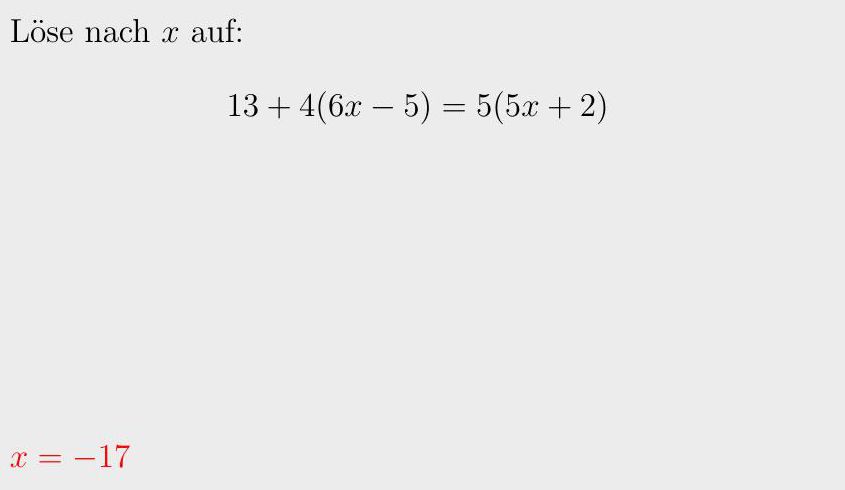 Löse nach x auf:
13 + 4(6x − 5) = 5(5x + 2)
x = −17